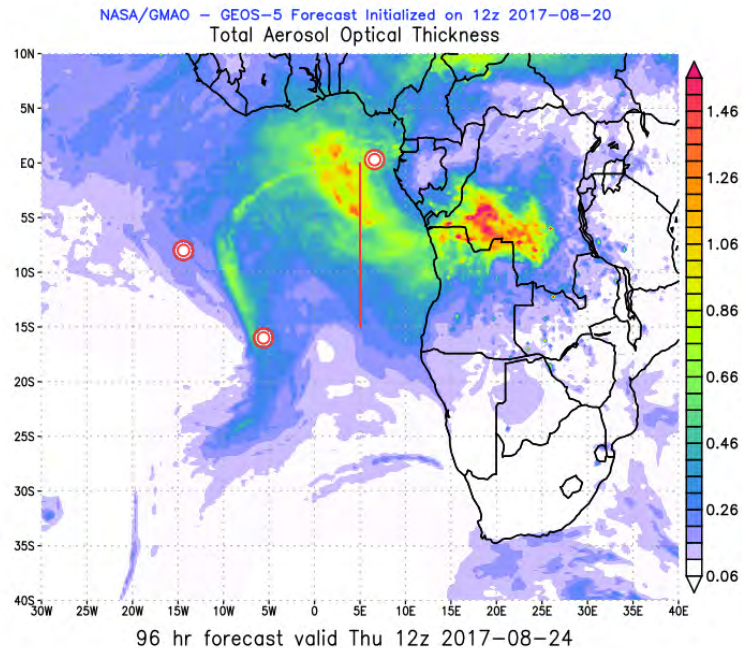 NASA/GMAO - GEOS-5 Forecast Initialized on 12z 2017-08-20
Total Aerosol Optical Thickness
10N
5N
EQ
5S
10S
15S
20S
25S
30S
35S
40S
30W 25W 20W 15W 10W 5W 0 5E 10E 15E 20E 25E 30E 35E 40E
1.46
1.26
1.06
0.86
0.66
0.46
0.26
0.06
96 hr forecast valid Thu 12z 2017-08-24